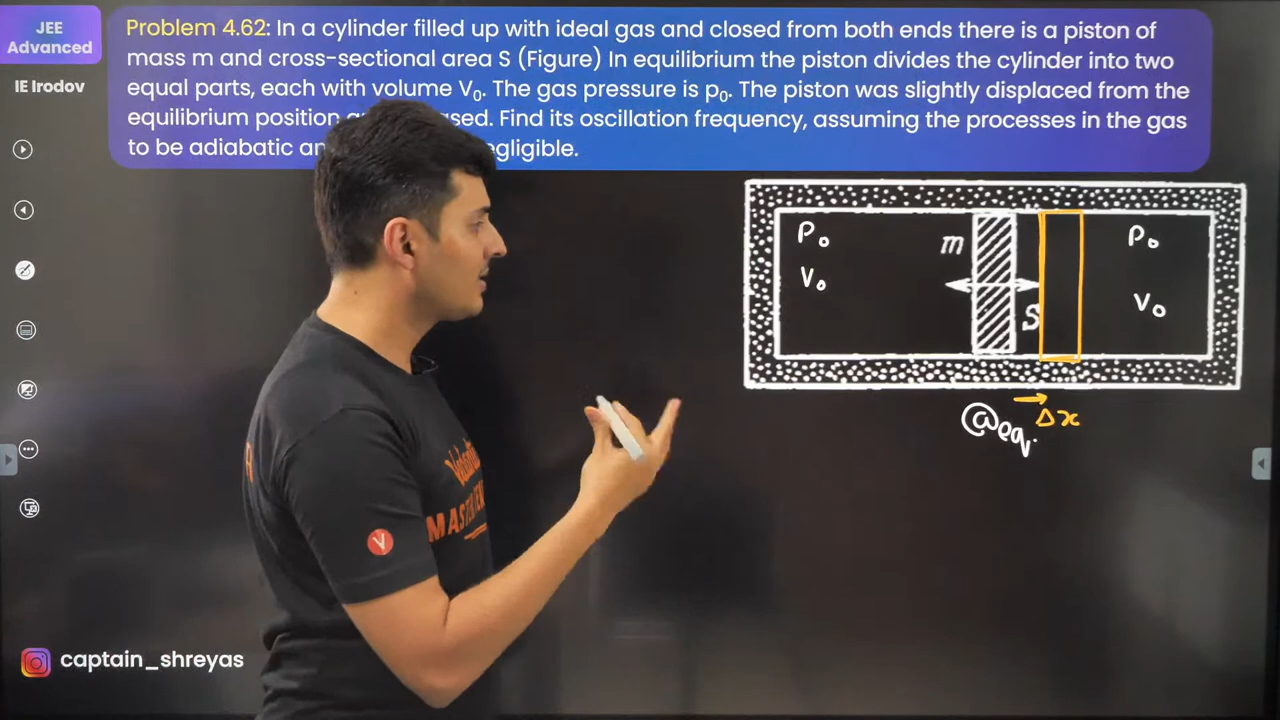 JEE
Advanced
IE Irodov
Problem 4.62: In a cylinder filled up with ideal gas and closed from both ends there is a piston of
mass m and cross-sectional area S (Figure) In equilibrium the piston divides the cylinder into two
equal parts, each with volume V₀. The gas pressure is p₀. The piston was slightly displaced from the
equilibrium position Find its oscillation frequency, assuming the processes in the gas
to be adiabatic
P₀
V₀
m
S
P₀
V₀
@eq.
Δx
MASTER
V
captain_shreyas